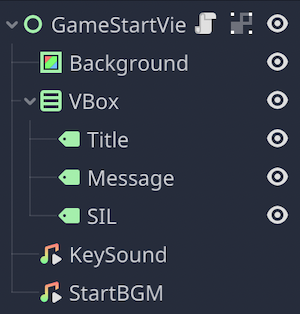 GameStartVie
Background
VBox
Title
Message
SIL
KeySound
StartBGM